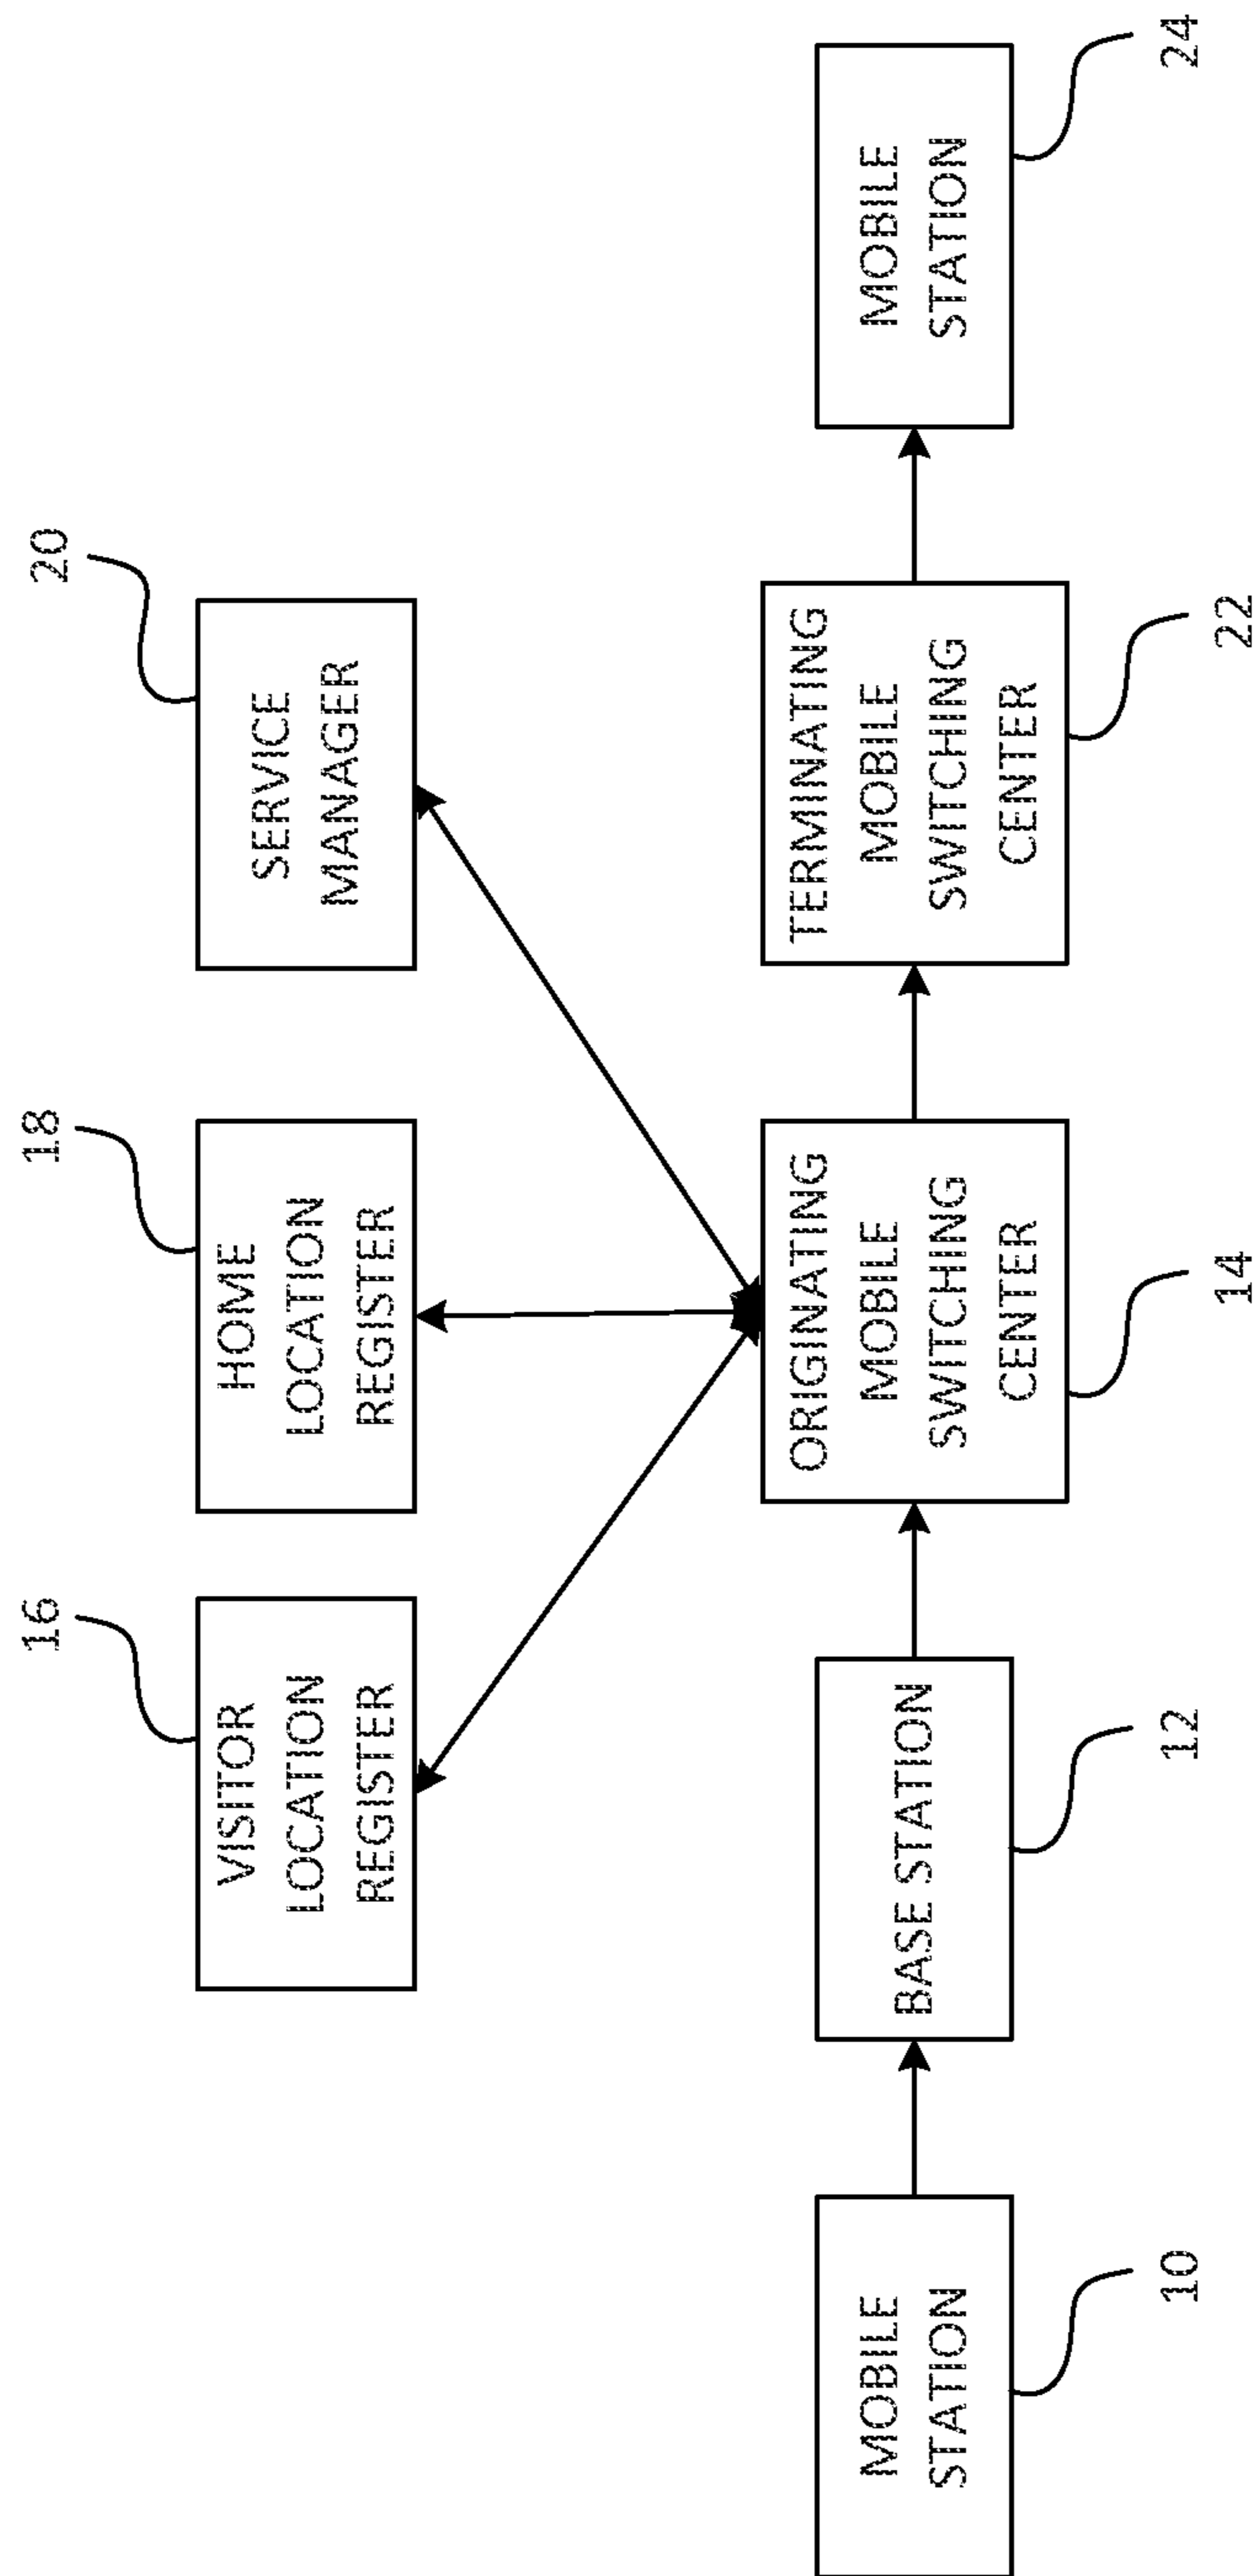 16
VISITOR
LOCATION
REGISTER
18
HOME
LOCATION
REGISTER
20
SERVICE
MANAGER
MOBILE
STATION
10
BASE STATION
12
ORIGINATING
MOBILE
SWITCHING
CENTER
14
TERMINATING
MOBILE
SWITCHING
CENTER
22
MOBILE
STATION
24